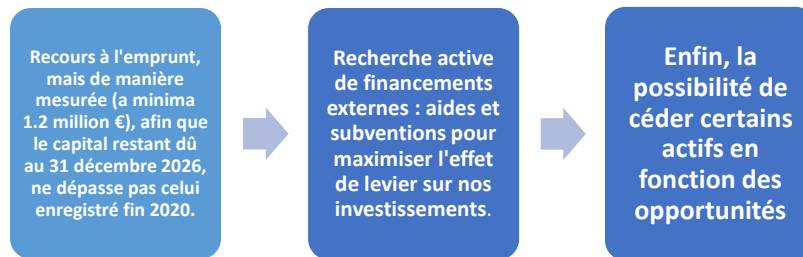 Recours à l'emprunt,
mais de manière
mesurée (a minima
1.2 million €), afin que
le capital restant dû
au 31 décembre 2026,
ne dépasse pas celui
enregistré fin 2020.
Recherche active
de financements
externes : aides et
subventions pour
maximiser l'effet
de levier sur nos
investissements.
Enfin, la
possibilité de
céder certains
actifs en
fonction des
opportunités